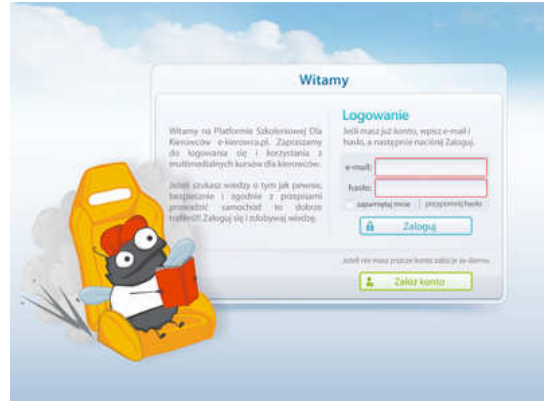 Witamy
Witamy na Platformie Szkoleniowej Dla
Kierowców e-kierowca.pl. Zapraszamy
do logowania się i korzystania z
multimedialnych kursów dla kierowców.
Jeżeli szukasz wiedzy o tym jak pewnie,
bezpiecznie i zgodnie z przepisami
prowadzić samochód to dobrze
trafiłeś!!! Zaloguj się i zdobywaj wiedzę.
Logowanie
Jeśli masz już konto, wpisz e-mail i
hasło, a następnie naciśnij Zaloguj.
e-mail:
hasło:
zapamiętaj mnie | przypomnij hasło
Zaloguj
Jeżeli nie masz jeszcze konta załóż je za darmo.
Załóż konto